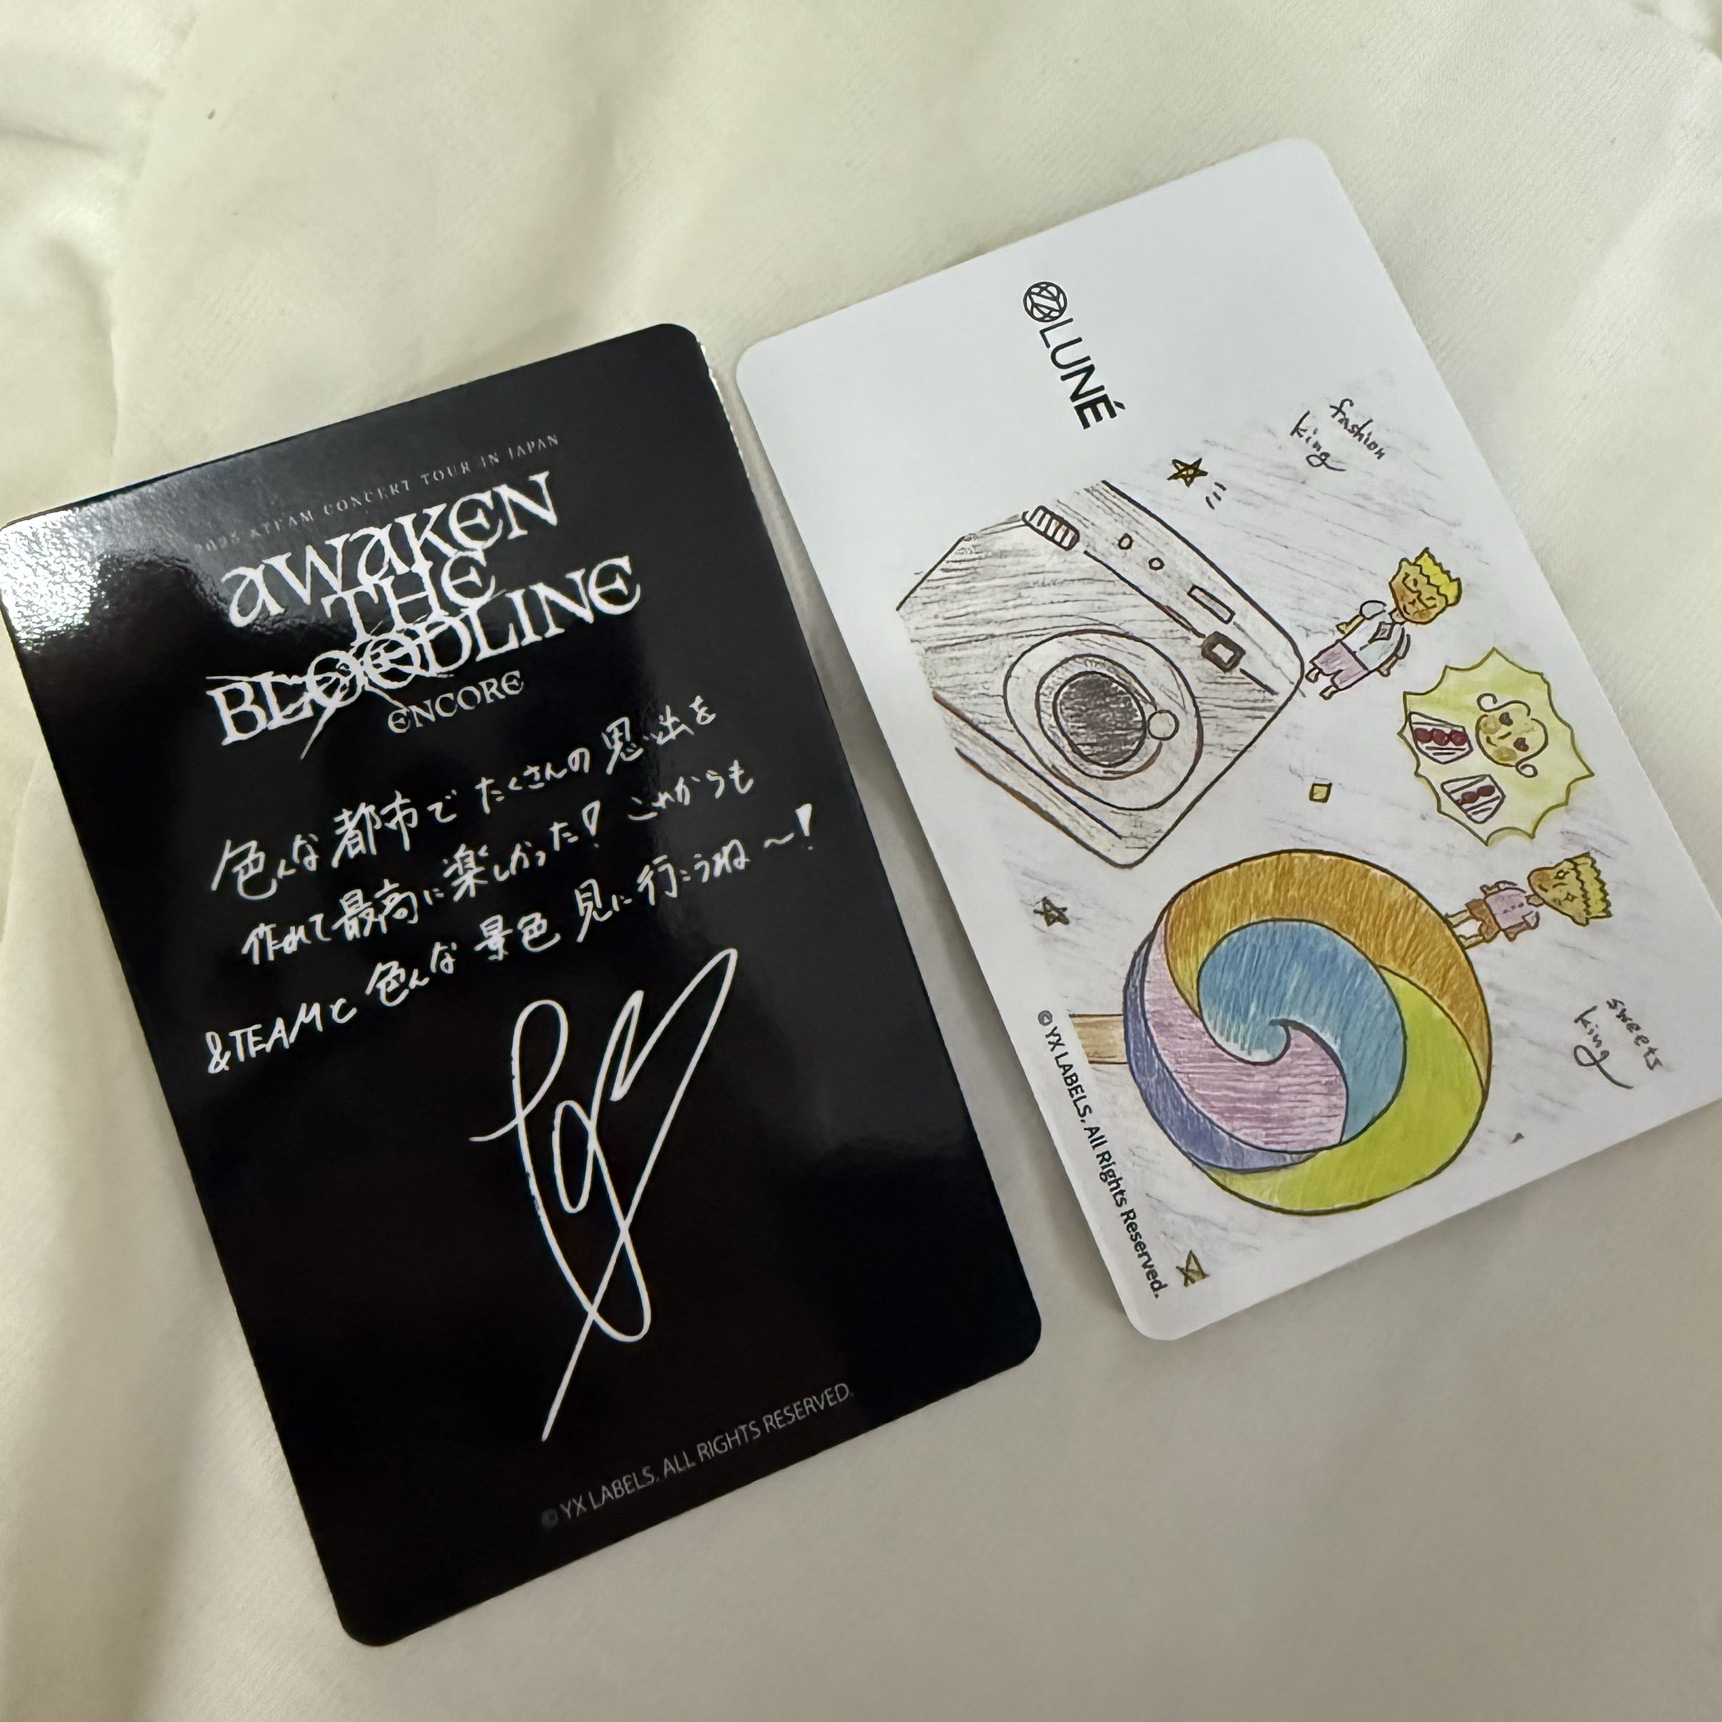 2025 &TEAM CONCERT TOUR IN JAPAN
AWAKEN
THE
BLOODLINE
ENCORE
色んな都市でたくさんの思い出を
作れて最高に楽しかった!これからも
&TEAMと色んな景色見に行こうね〜!
© YX LABELS, ALL RIGHTS RESERVED.
LUNÉ
fashion
king
sweets
king
© YX LABELS, All Rights Reserved.